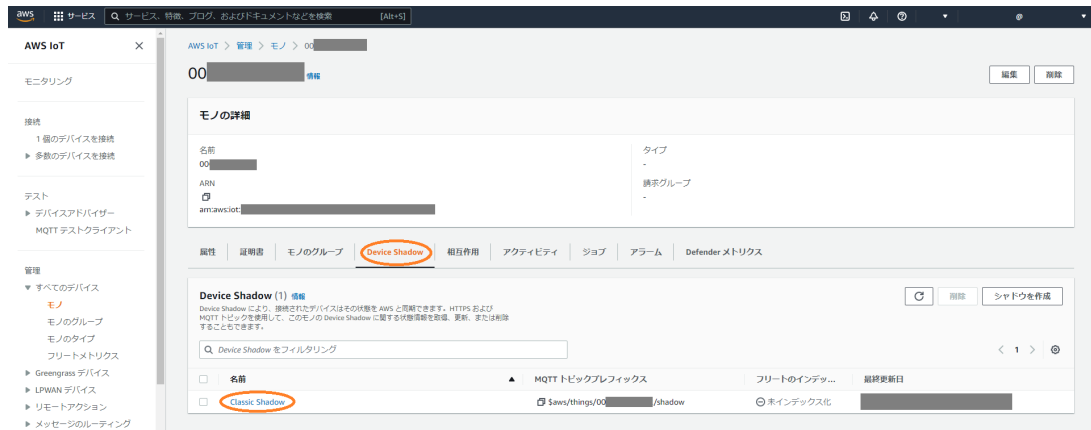 aws
サービス
サービス、特徴、ブログ、およびドキュメントなどを検索
[Alt+S]
@
AWS IoT
モニタリング
接続
1 個のデバイスを接続
多数のデバイスを接続
テスト
デバイスアドバイザー
MQTT テストクライアント
管理
すべてのデバイス
モノ
モノのグループ
モノのタイプ
フリートメトリクス
Greengrass デバイス
LPWAN デバイス
リモートアクション
メッセージのルーティング
AWS IoT > 管理 > モノ > 00
00 情報
編集
削除
モノの詳細
名前
00
ARN
arn:aws:iot:
タイプ
-
請求グループ
-
属性 証明書 モノのグループ Device Shadow 相互作用 アクティビティ ジョブ アラーム Defender メトリクス
Device Shadow (1) 情報
Device Shadow により、接続されたデバイスはその状態を AWS と同期できます。HTTPS および
MQTT トピックを使用して、このモノの Device Shadow に関する状態情報を取得、更新、または削除
することもできます。
削除
シャドウを作成
Device Shadow をフィルタリング
1
名前 MQTT トピックプレフィックス フリートのインデッ... 最終更新日
Classic Shadow $aws/things/00 /shadow 未インデックス化